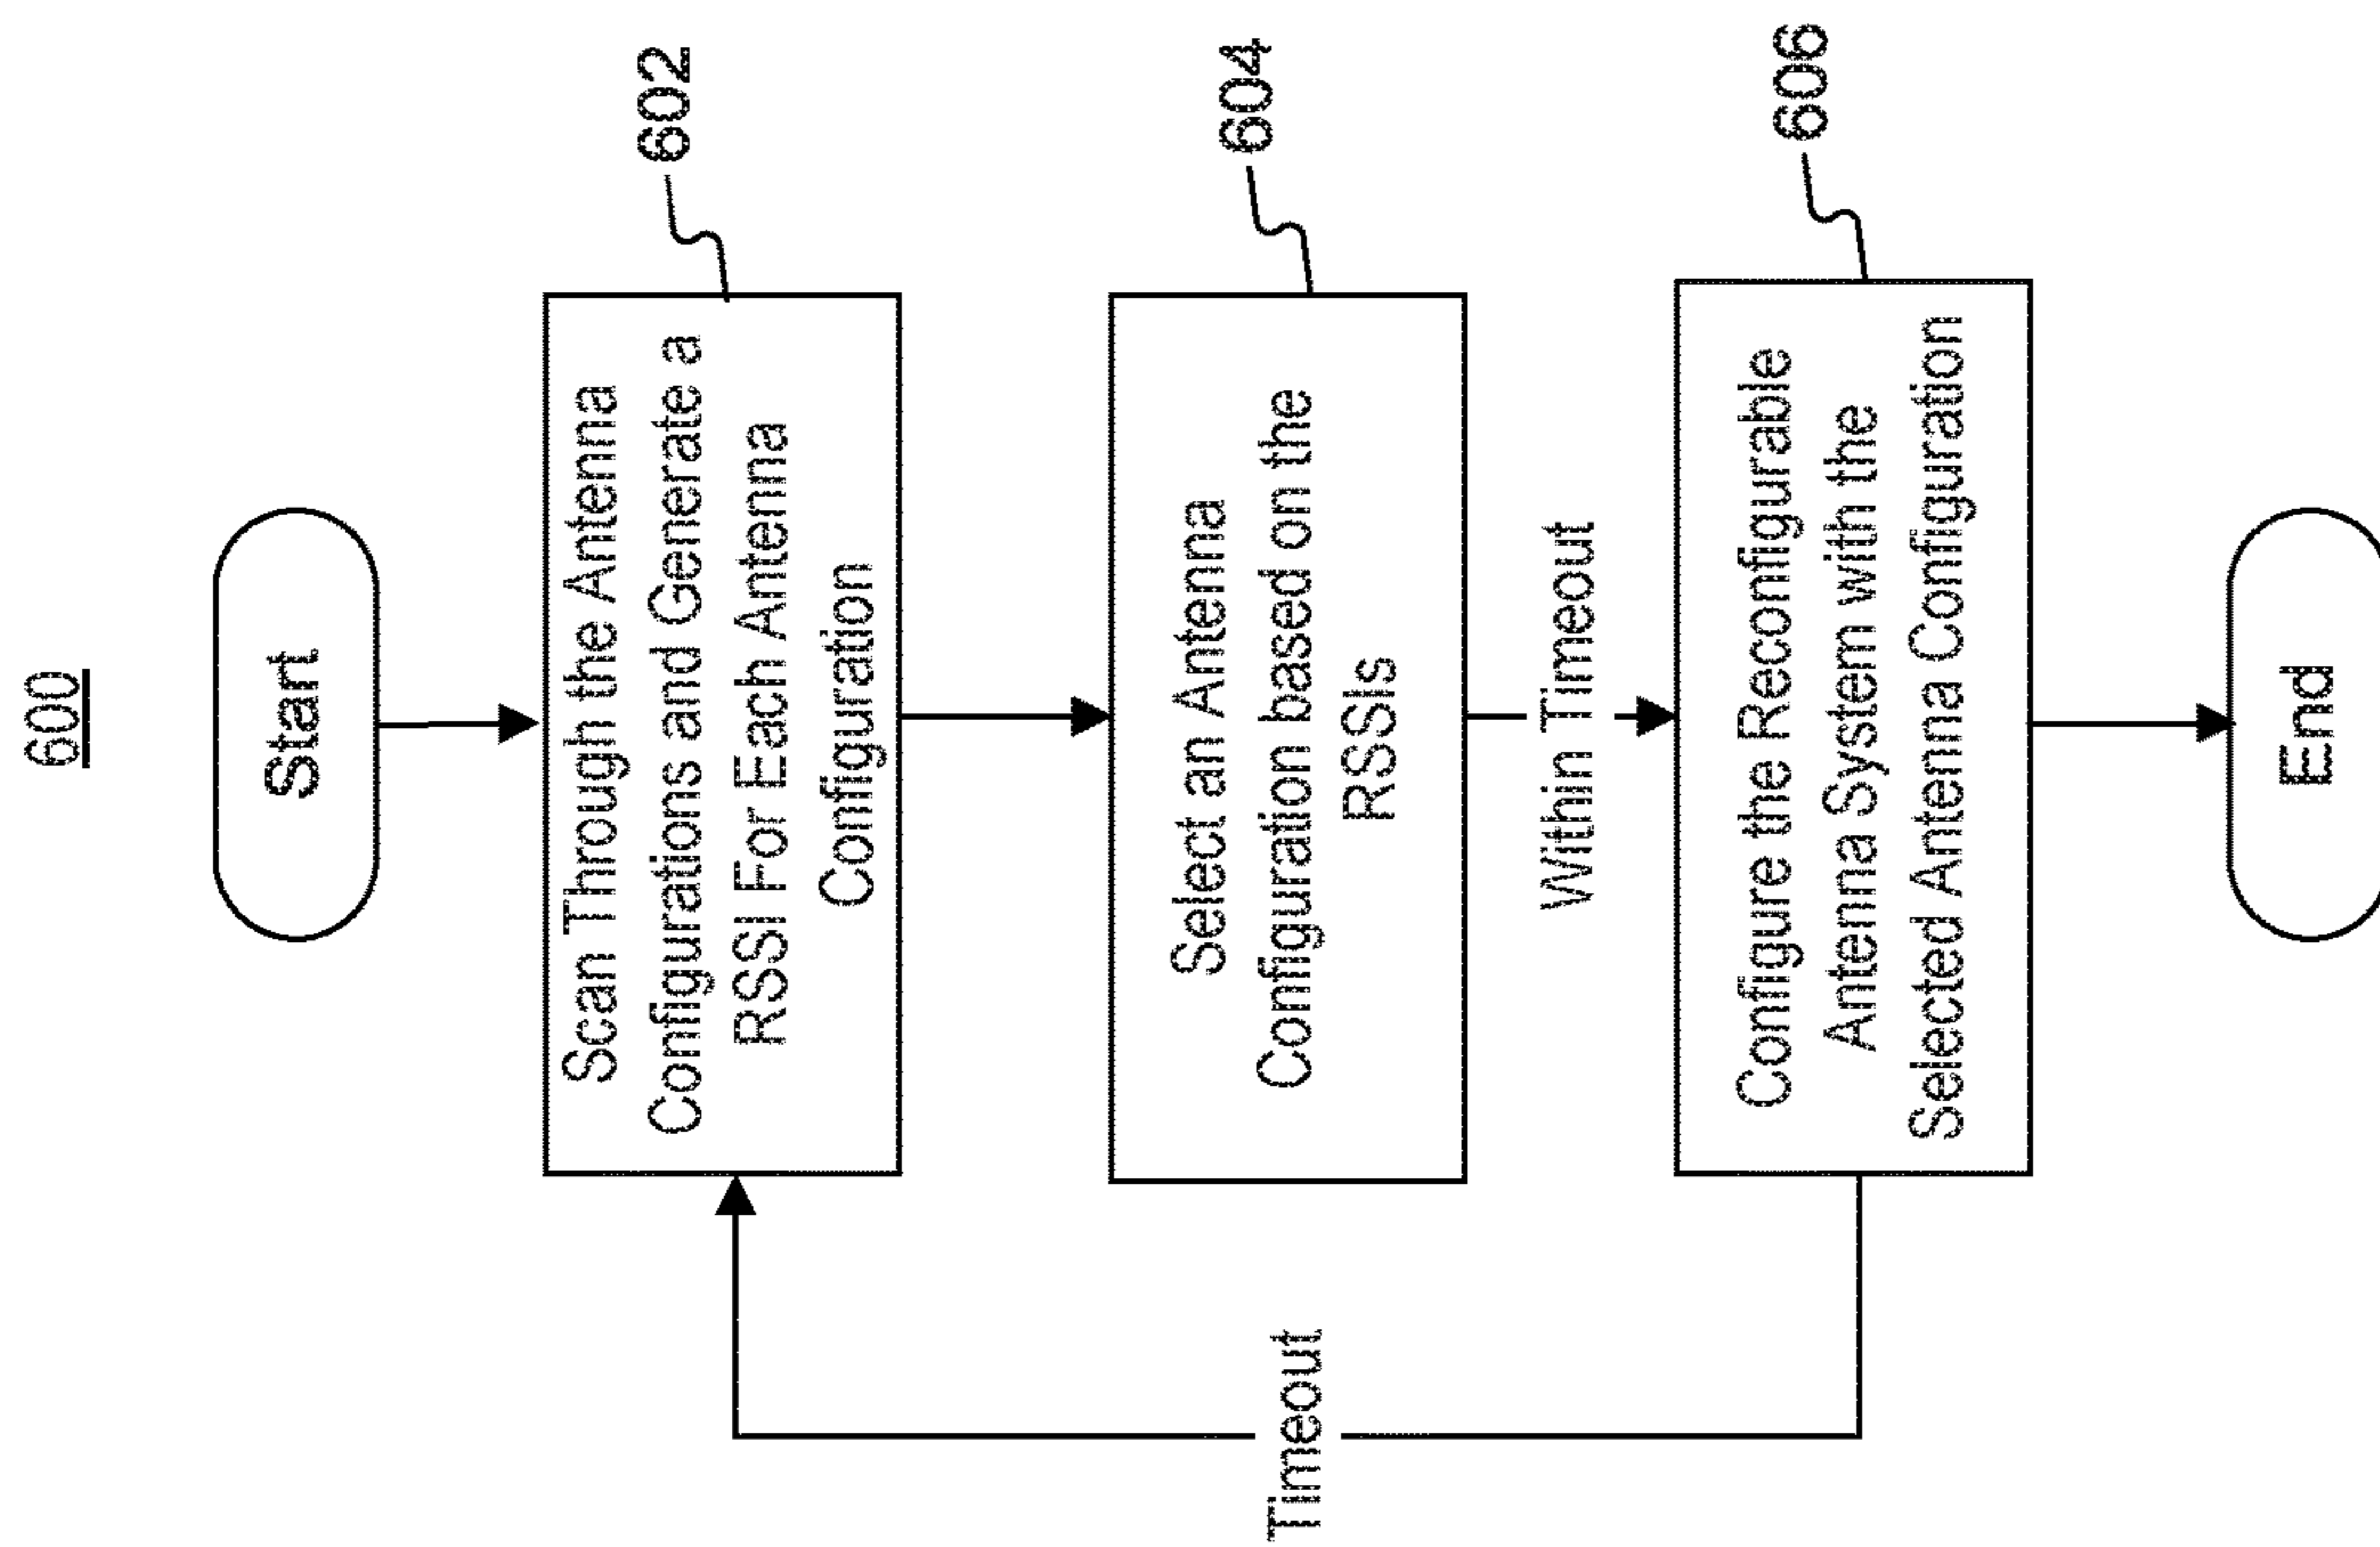 600
Start
Scan Through the Antenna
Configurations and Generate a
RSSI For Each Antenna
Configuration
602
Select an Antenna
Configuration based on the
RSSIs
604
Within Timeout
Configure the Reconfigurable
Antenna System with the
Selected Antenna Configuration
606
Timeout
End